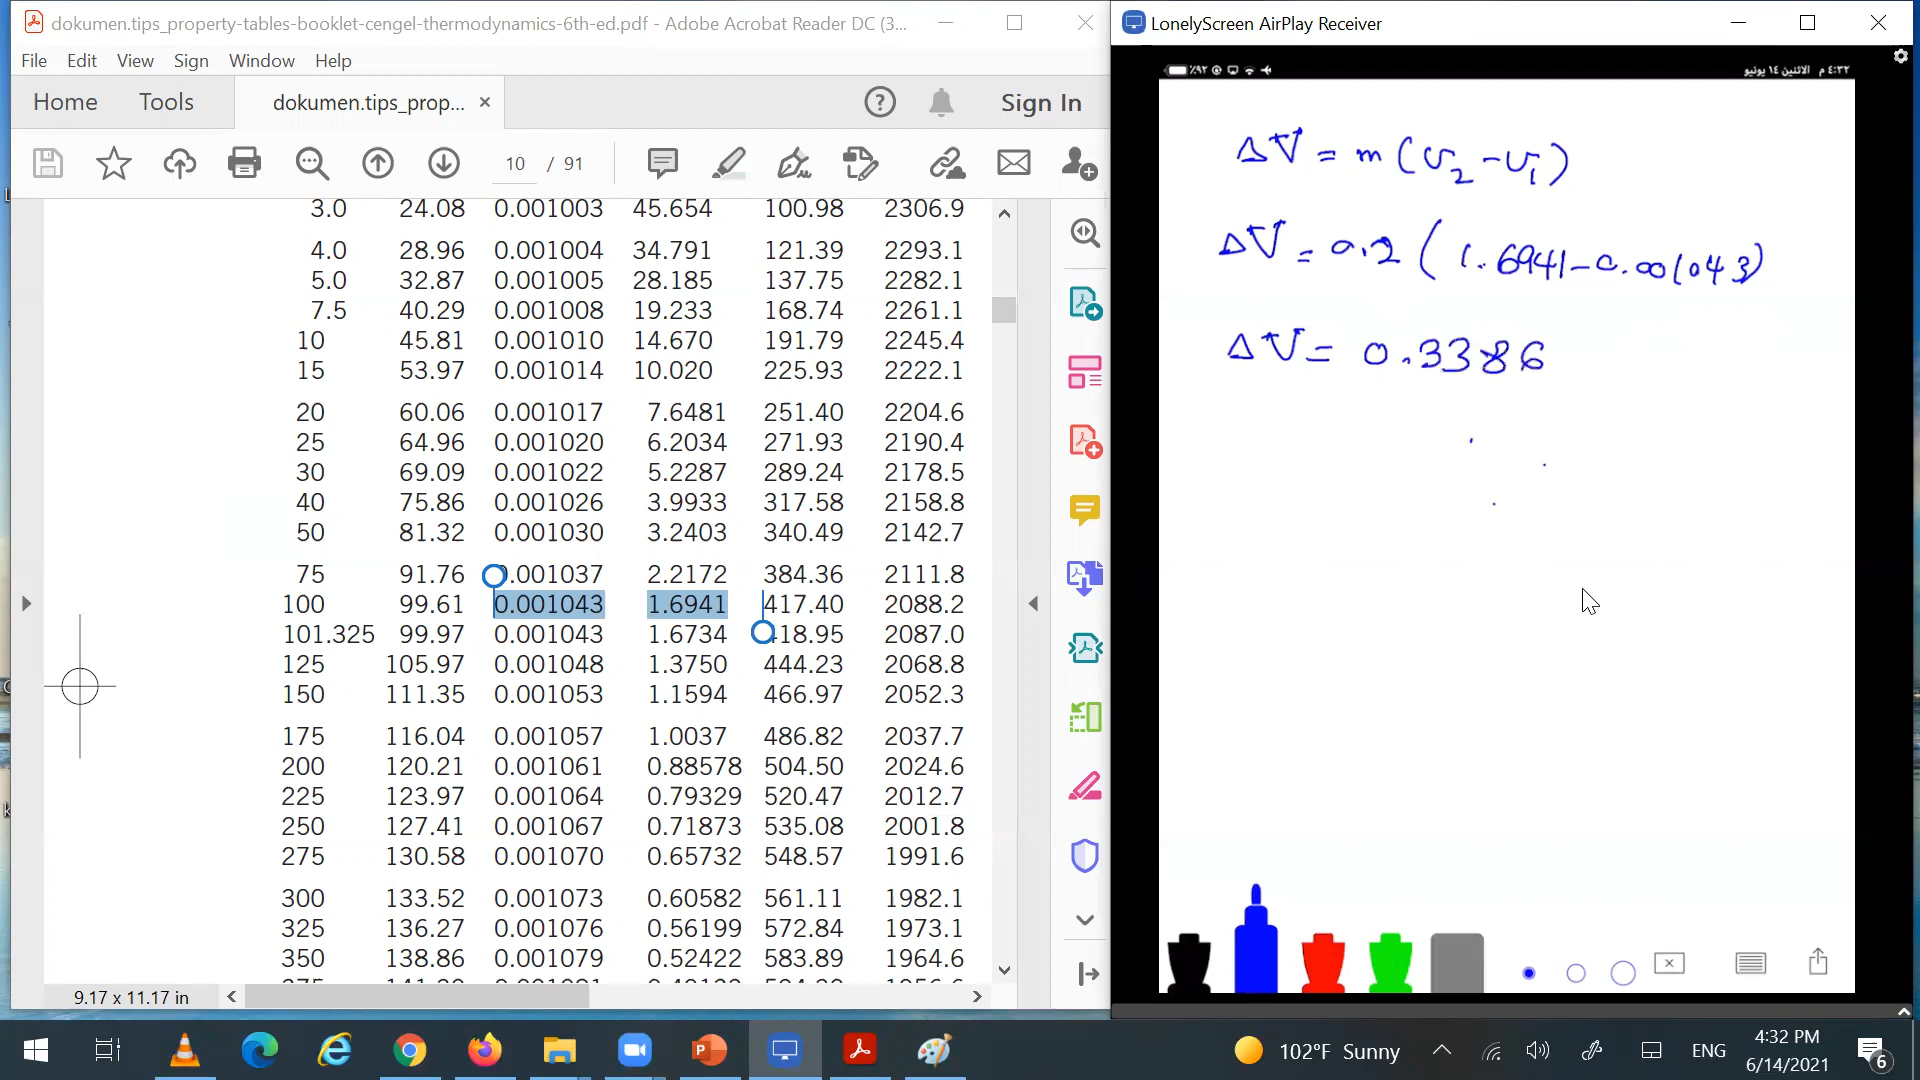 dokumen.tips_property-tables-booklet-cengel-thermodynamics-6th-ed.pdf - Adobe Acrobat Reader DC (3...
File Edit View Sign Window Help
Home Tools dokumen.tips_prop... × Sign In
10 / 91
3.0 24.08 0.001003 45.654 100.98 2306.9
4.0 28.96 0.001004 34.791 121.39 2293.1
5.0 32.87 0.001005 28.185 137.75 2282.1
7.5 40.29 0.001008 19.233 168.74 2261.1
10 45.81 0.001010 14.670 191.79 2245.4
15 53.97 0.001014 10.020 225.93 2222.1
20 60.06 0.001017 7.6481 251.40 2204.6
25 64.96 0.001020 6.2034 271.93 2190.4
30 69.09 0.001022 5.2287 289.24 2178.5
40 75.86 0.001026 3.9933 317.58 2158.8
50 81.32 0.001030 3.2403 340.49 2142.7
75 91.76 0.001037 2.2172 384.36 2111.8
100 99.61 0.001043 1.6941 417.40 2088.2
101.325 99.97 0.001043 1.6734 418.95 2087.0
125 105.97 0.001048 1.3750 444.23 2068.8
150 111.35 0.001053 1.1594 466.97 2052.3
175 116.04 0.001057 1.0037 486.82 2037.7
200 120.21 0.001061 0.88578 504.50 2024.6
225 123.97 0.001064 0.79329 520.47 2012.7
250 127.41 0.001067 0.71873 535.08 2001.8
275 130.58 0.001070 0.65732 548.57 1991.6
300 133.52 0.001073 0.60582 561.11 1982.1
325 136.27 0.001076 0.56199 572.84 1973.1
350 138.86 0.001079 0.52422 583.89 1964.6
9.17 x 11.17 in
LonelyScreen AirPlay Receiver
٤:٣٢ م الاثنين ١٤ يونيو
٪٩٢
ΔV = m (v₂ - v₁)
ΔV = 0.2 ( 1.6941 - 0.001043)
ΔV = 0.3386
102°F Sunny
ENG
4:32 PM
6/14/2021
6